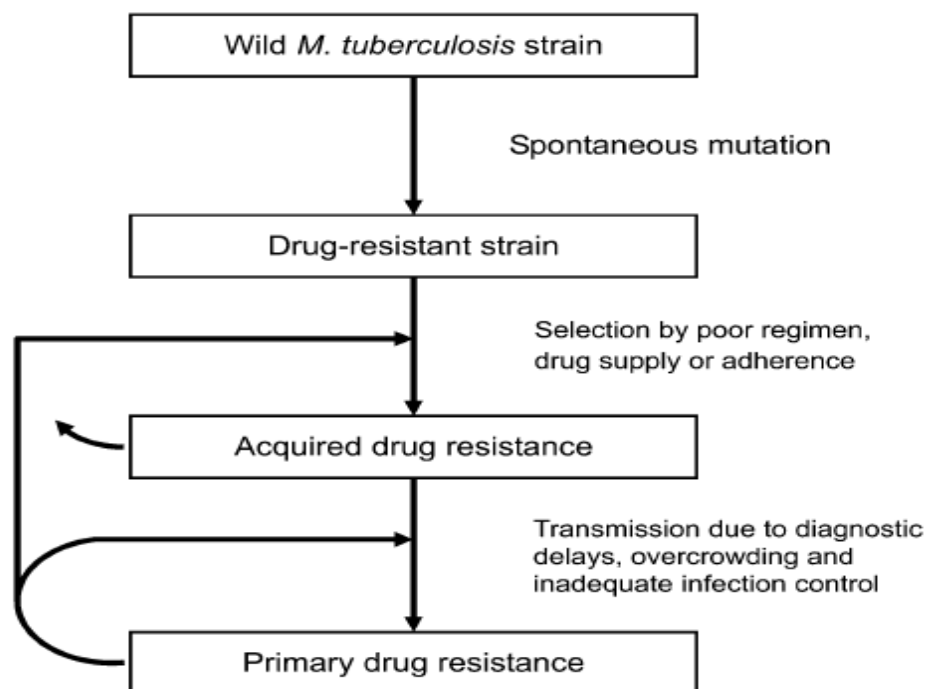 Wild M. tuberculosis strain
Spontaneous mutation
Drug-resistant strain
Selection by poor regimen,
drug supply or adherence
Acquired drug resistance
Transmission due to diagnostic
delays, overcrowding and
inadequate infection control
Primary drug resistance